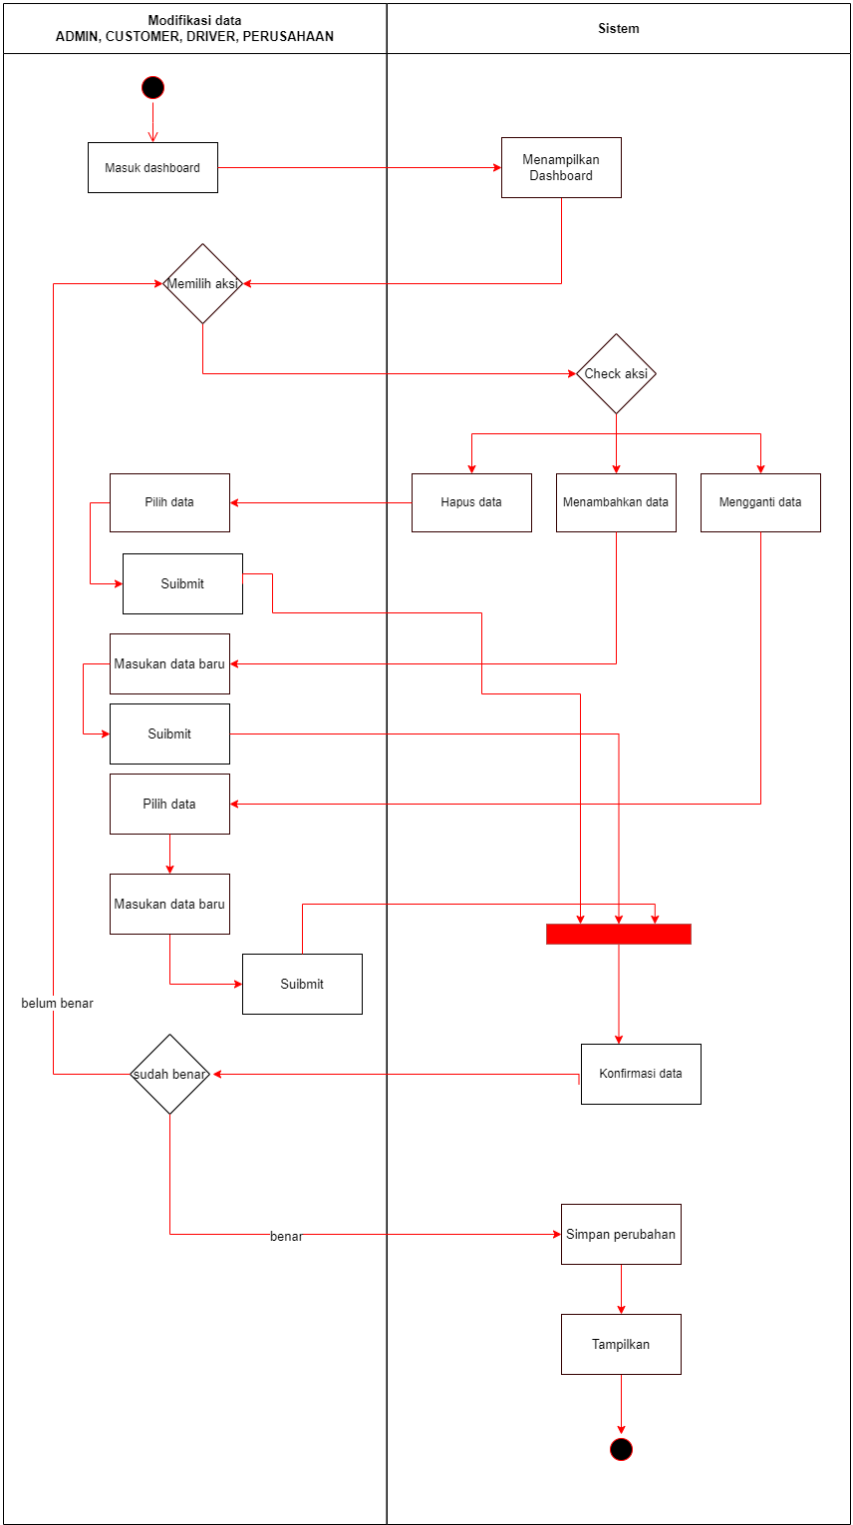 Modifikasi data
ADMIN, CUSTOMER, DRIVER, PERUSAHAAN
Sistem
Masuk dashboard
Menampilkan
Dashboard
Memilih aksi
Check aksi
Pilih data
Hapus data
Menambahkan data
Mengganti data
Suibmit
Masukan data baru
Suibmit
Pilih data
Masukan data baru
Suibmit
belum benar
sudah benar
Konfirmasi data
benar
Simpan perubahan
Tampilkan